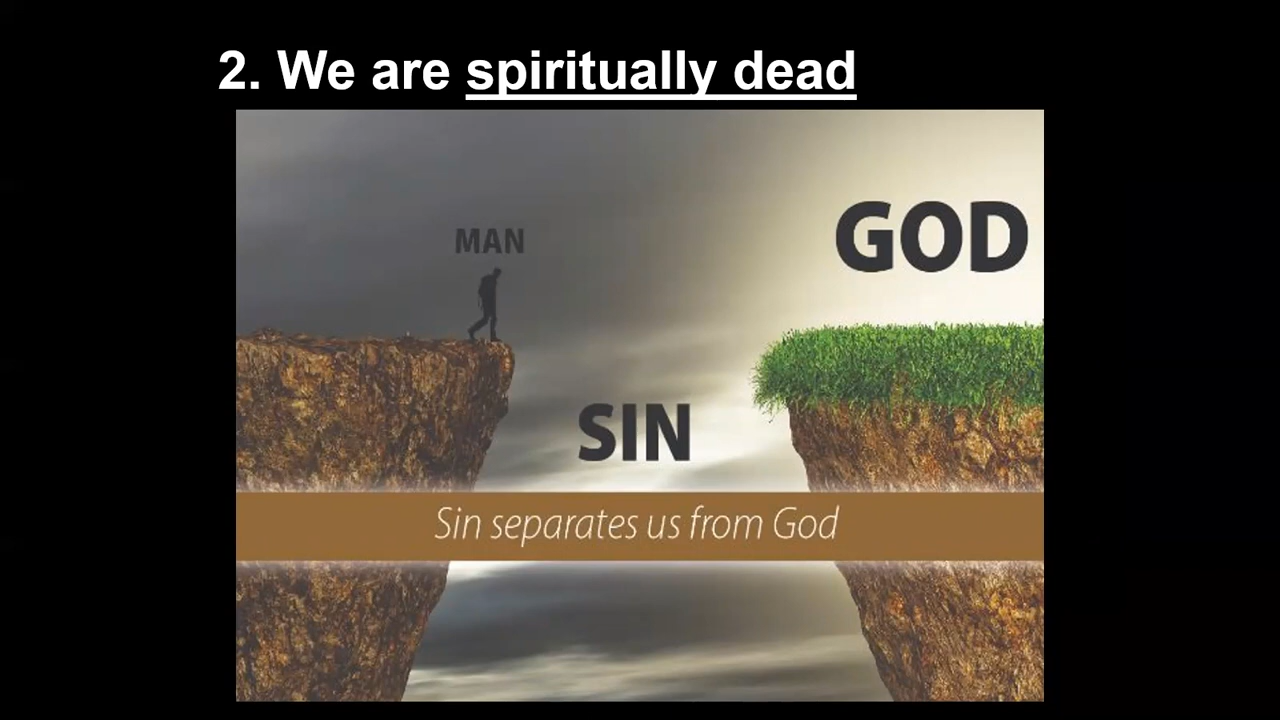 2. We are spiritually dead
GOD
MAN
SIN
Sin separates us from God